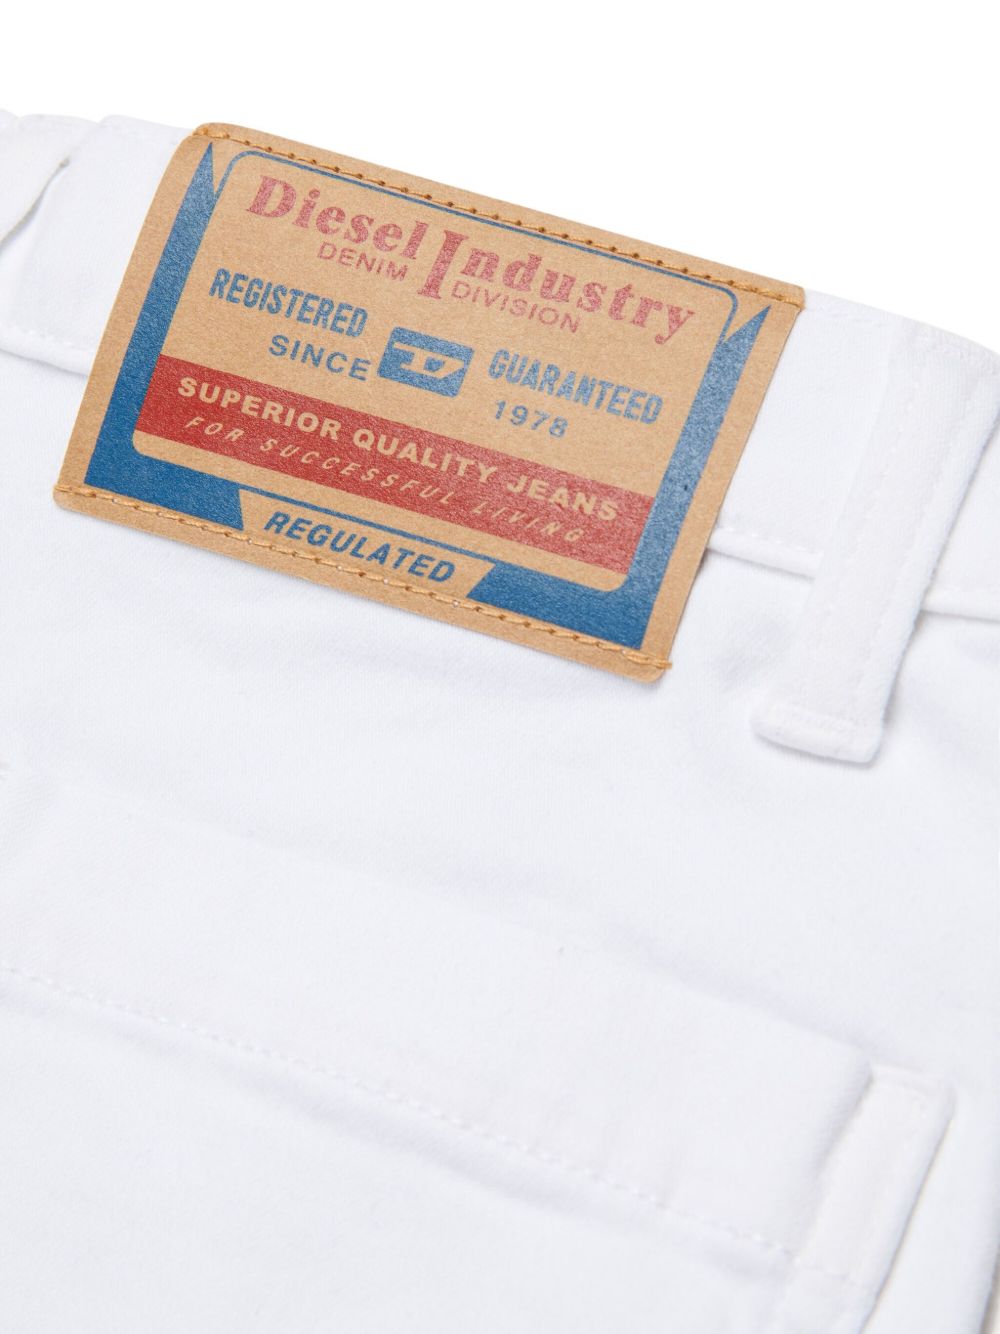 Diesel Industry
DENIM DIVISION
REGISTERED GUARANTEED
SINCE D 1978
SUPERIOR QUALITY JEANS
FOR SUCCESSFUL LIVING
REGULATED